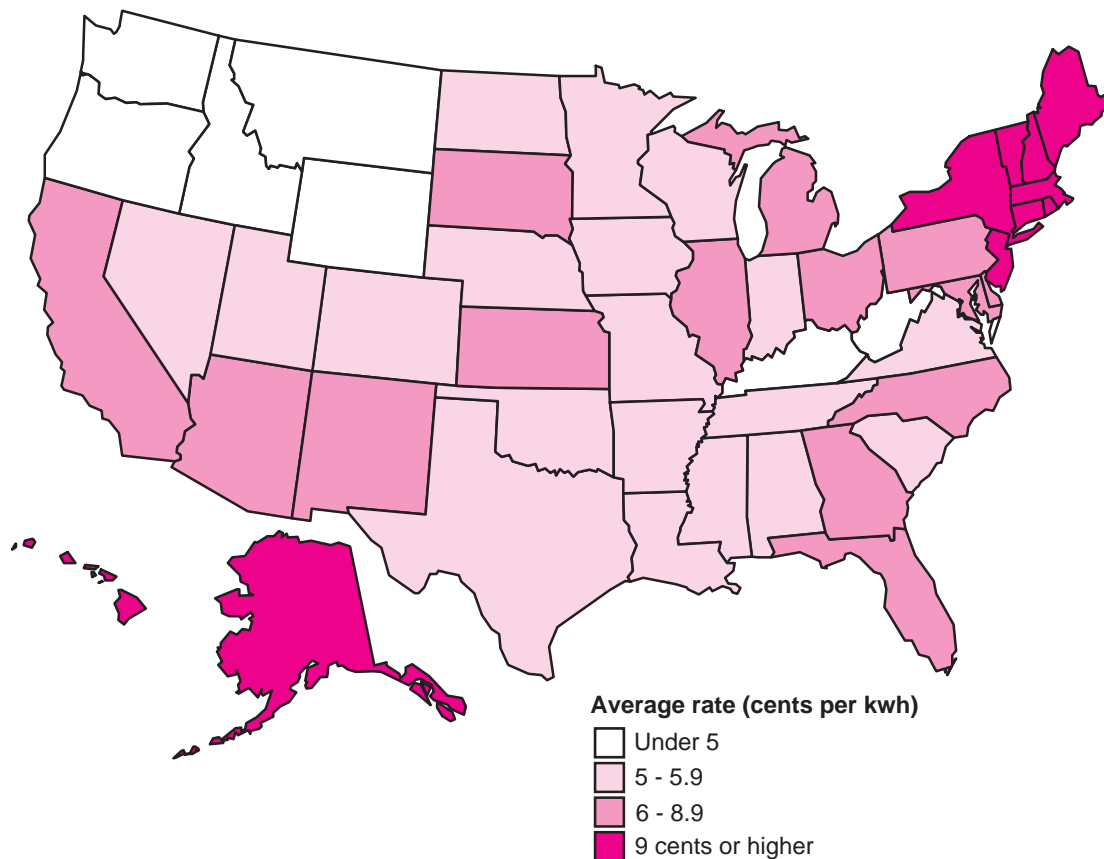 Average rate (cents per kwh)
Under 5
5 - 5.9
6 - 8.9
9 cents or higher